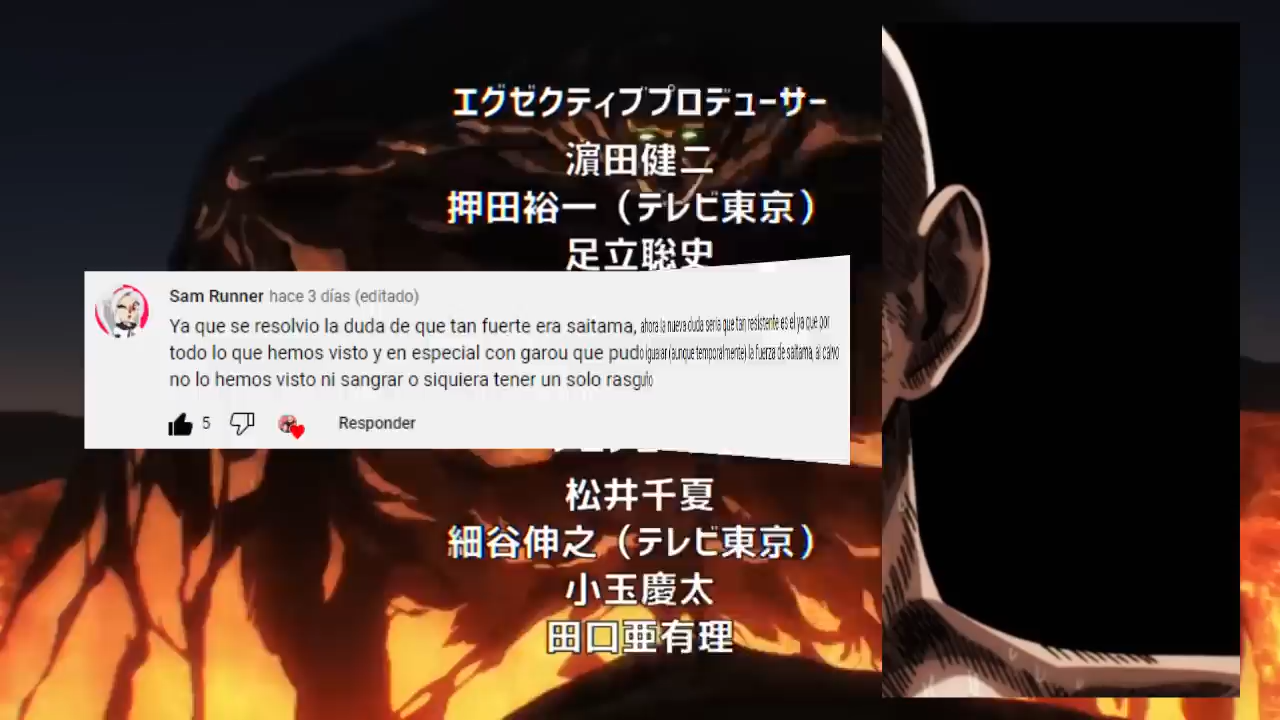 エグゼクティブプロデューサー
濵田健二
押田裕一（テレビ東京）
足立聡史
Sam Runner hace 3 días (editado)
Ya que se resolvio la duda de que tan fuerte era saitama, ahora la nueva duda seria que tan resistente es el ya que por
todo lo que hemos visto y en especial con garou que pudo igualar (aunque temporalmente) la fuerza de saitama, al calvo
no lo hemos visto ni sangrar o siquiera tener un solo rasguño
5
Responder
松井千夏
細谷伸之（テレビ東京）
小玉慶太
田口亜有理